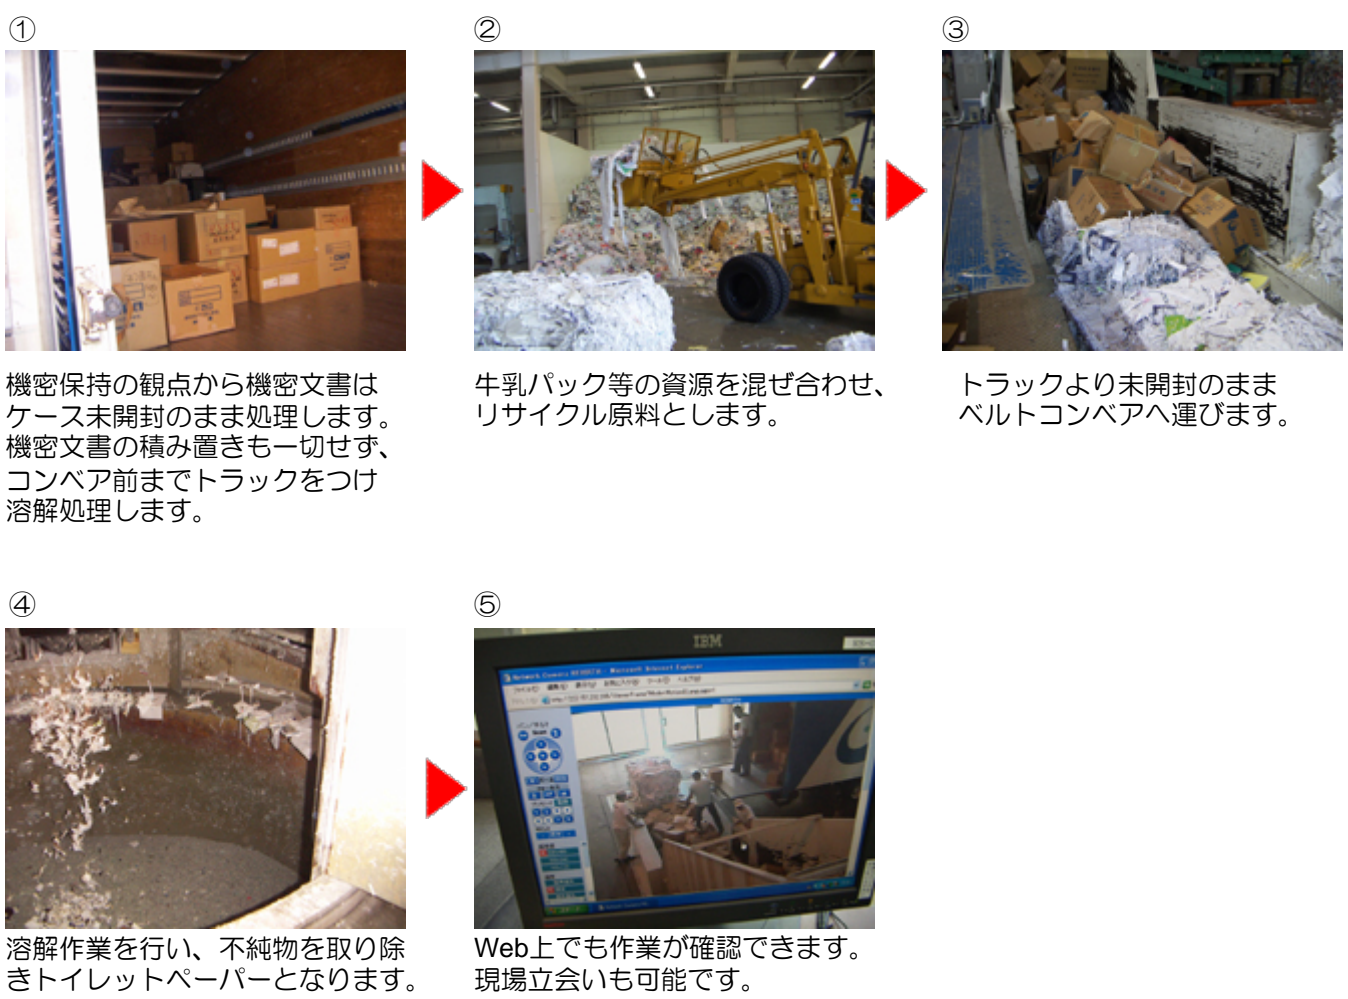 ①
機密保持の観点から機密文書は
ケース未開封のまま処理します。
機密文書の積み置きも一切せず、
コンベア前までトラックをつけ
溶解処理します。
②
牛乳パック等の資源を混ぜ合わせ、
リサイクル原料とします。
③
トラックより未開封のまま
ベルトコンベアへ運びます。
④
溶解作業を行い、不純物を取り除
きトイレットペーパーとなります。
⑤
IBM
Microsoft Internet Explorer
Web上でも作業が確認できます。
現場立会いも可能です。